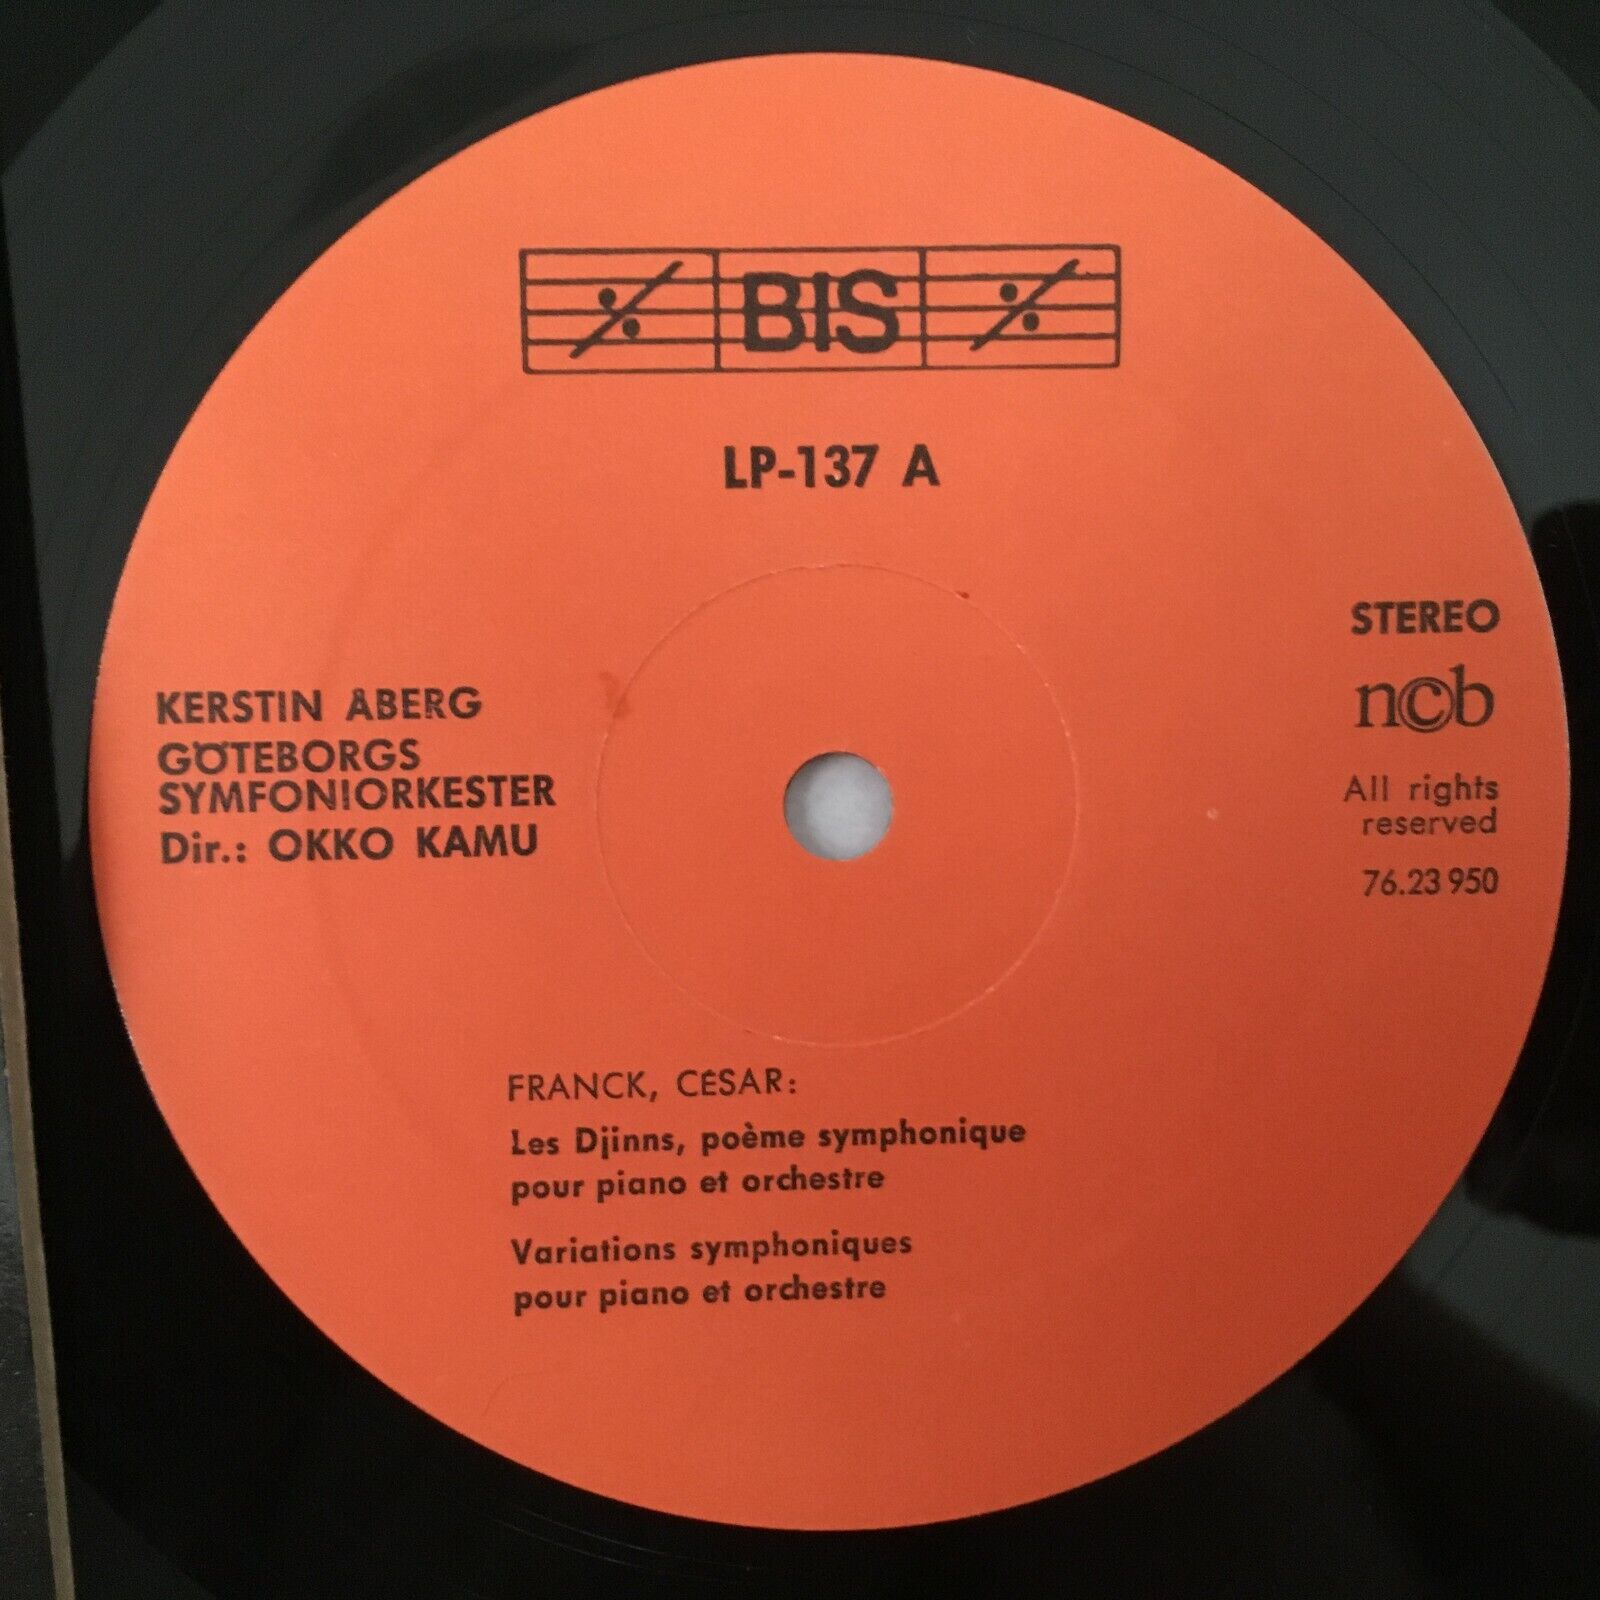 BIS
LP-137 A
STEREO
ncb
All rights
reserved
76.23 950
KERSTIN ÅBERG
GÖTEBORGS
SYMFONIORKESTER
Dir.: OKKO KAMU
FRANCK, CÉSAR:
Les Djinns, poème symphonique
pour piano et orchestre
Variations symphoniques
pour piano et orchestre